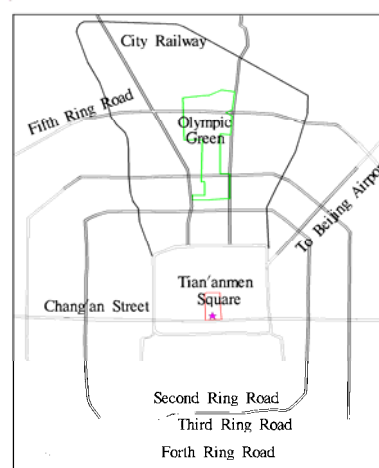 City Railway
Fifth Ring Road
Olympic
Green
To Beijing Airport
Tian'anmen
Square
Chang'an Street
Second Ring Road
Third Ring Road
Forth Ring Road